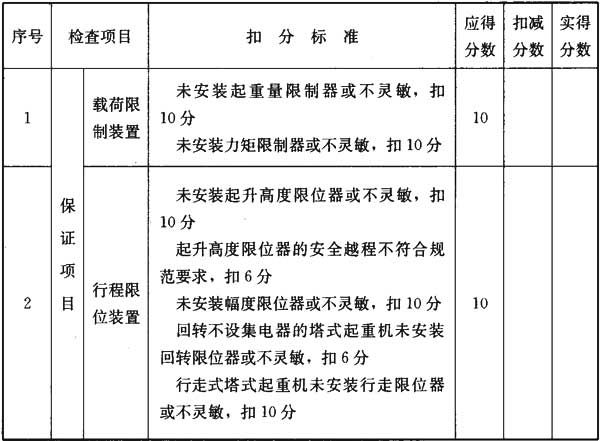 序号 检查项目 扣 分 标 准 应得分数 扣减分数 实得分数
1 保证项目 载荷限制装置 未安装起重量限制器或不灵敏，扣
10分
未安装力矩限制器或不灵敏，扣 10分
10
2 行程限位装置 未安装起升高度限位器或不灵敏，扣
10分
起升高度限位器的安全越程不符合规
范要求，扣 6分
未安装幅度限位器或不灵敏，扣 10分
回转不设集电器的塔式起重机未安装
回转限位器或不灵敏，扣 6分
行走式塔式起重机未安装行走限位器
或不灵敏，扣 10分
10